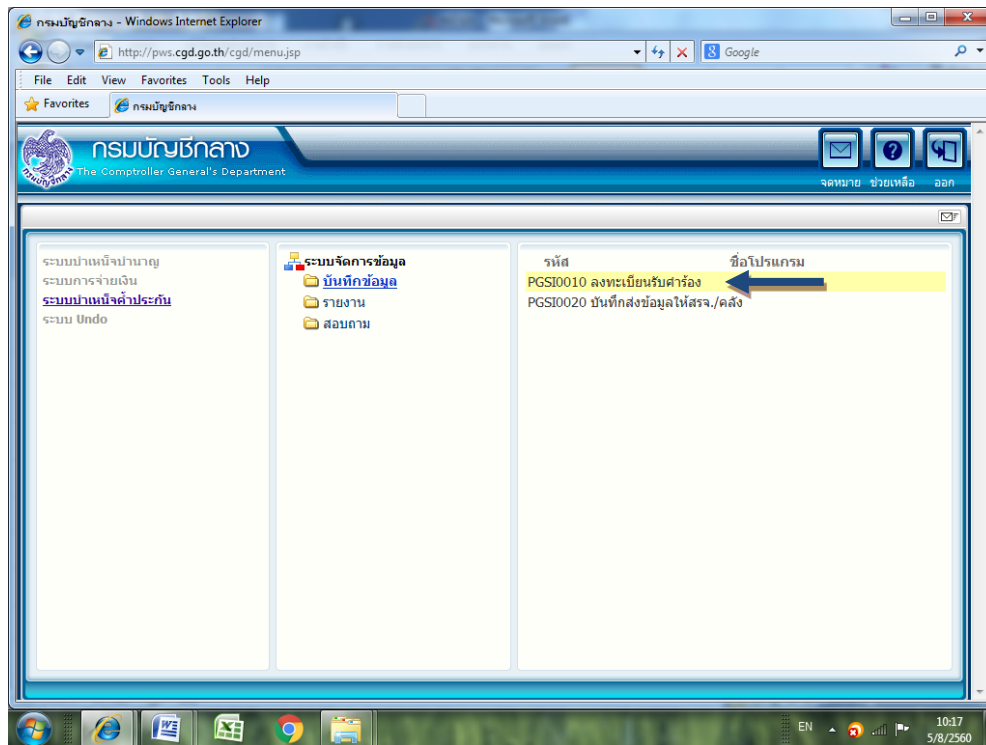 กรมบัญชีกลาง - Windows Internet Explorer
http://pws.cgd.go.th/cgd/menu.jsp
Google
File Edit View Favorites Tools Help
Favorites
กรมบัญชีกลาง
กรมบัญชีกลาง
The Comptroller General's Department
จดหมาย ช่วยเหลือ ออก
ระบบบำเหน็จบำนาญ
ระบบการจ่ายเงิน
ระบบบำเหน็จค้ำประกัน
ระบบ Undo
ระบบจัดการข้อมูล
บันทึกข้อมูล
รายงาน
สอบถาม
รหัส ชื่อโปรแกรม
PGSI0010 ลงทะเบียนรับคำร้อง
PGSI0020 บันทึกส่งข้อมูลให้สรจ./คลัง
EN
10:17
5/8/2560